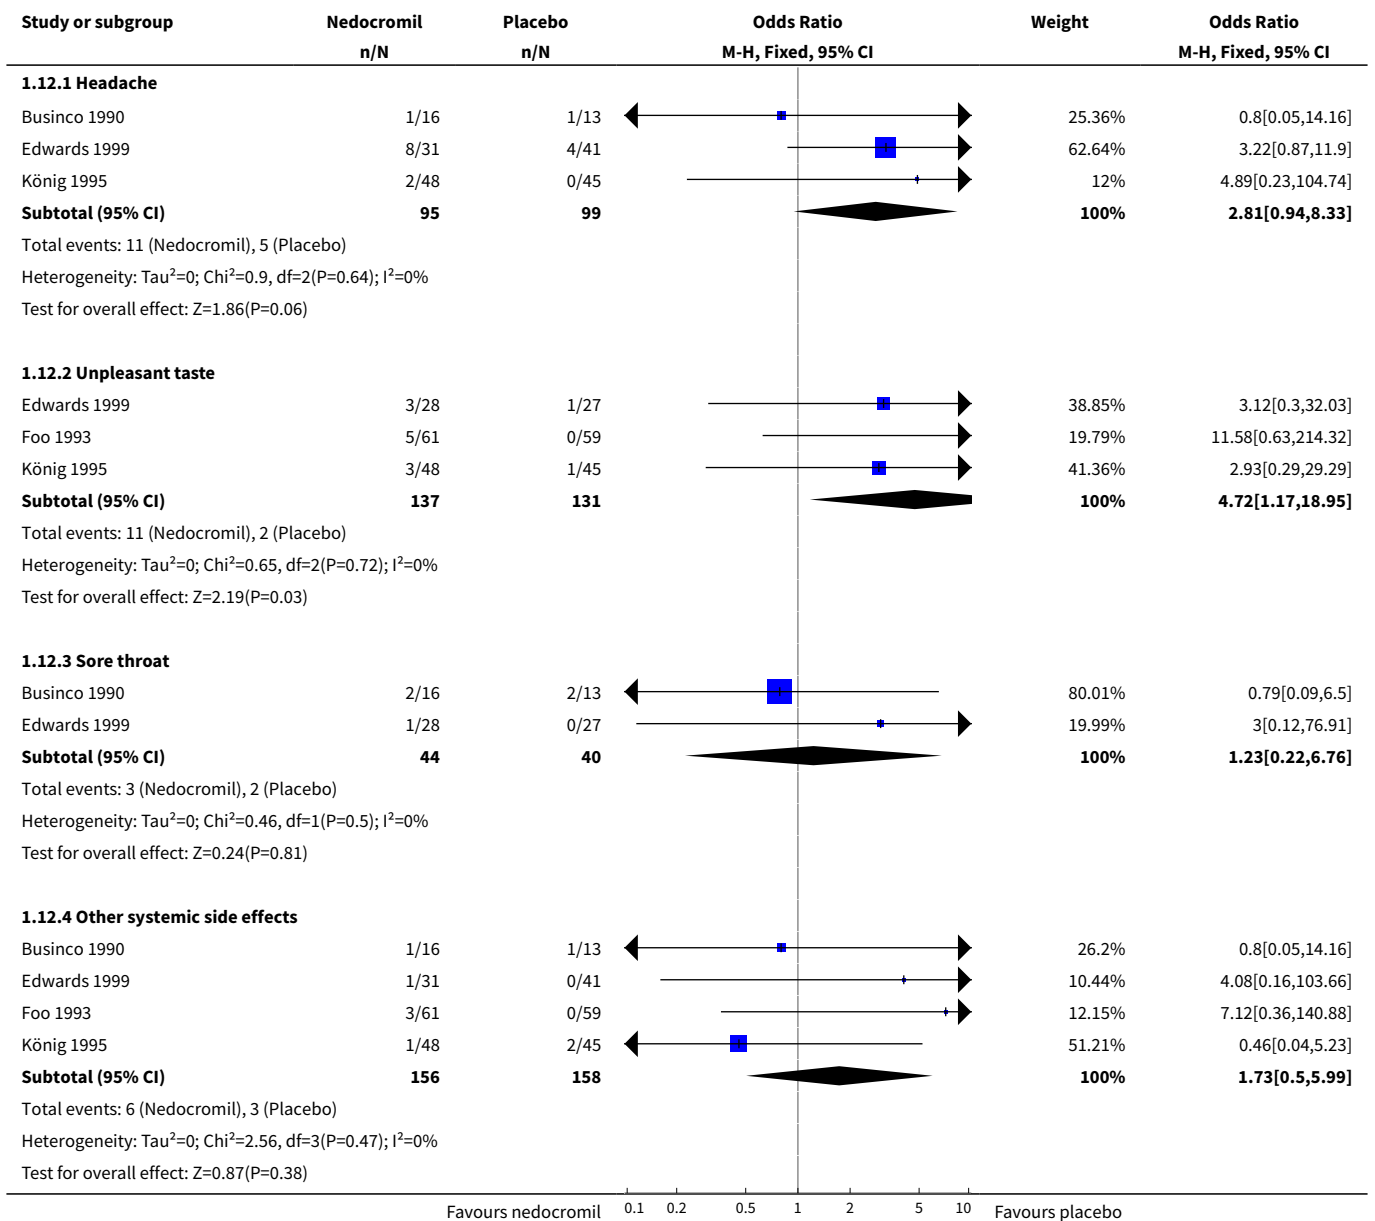 Study or subgroup Nedocromil Placebo Odds Ratio Weight Odds Ratio
n/N n/N M-H, Fixed, 95% CI M-H, Fixed, 95% CI
1.12.1 Headache
Businco 1990 1/16 1/13 25.36% 0.8[0.05,14.16]
Edwards 1999 8/31 4/41 62.64% 3.22[0.87,11.9]
König 1995 2/48 0/45 12% 4.89[0.23,104.74]
Subtotal (95% CI) 95 99 100% 2.81[0.94,8.33]
Total events: 11 (Nedocromil), 5 (Placebo)
Heterogeneity: Tau²=0; Chi²=0.9, df=2(P=0.64); I²=0%
Test for overall effect: Z=1.86(P=0.06)
1.12.2 Unpleasant taste
Edwards 1999 3/28 1/27 38.85% 3.12[0.3,32.03]
Foo 1993 5/61 0/59 19.79% 11.58[0.63,214.32]
König 1995 3/48 1/45 41.36% 2.93[0.29,29.29]
Subtotal (95% CI) 137 131 100% 4.72[1.17,18.95]
Total events: 11 (Nedocromil), 2 (Placebo)
Heterogeneity: Tau²=0; Chi²=0.65, df=2(P=0.72); I²=0%
Test for overall effect: Z=2.19(P=0.03)
1.12.3 Sore throat
Businco 1990 2/16 2/13 80.01% 0.79[0.09,6.5]
Edwards 1999 1/28 0/27 19.99% 3[0.12,76.91]
Subtotal (95% CI) 44 40 100% 1.23[0.22,6.76]
Total events: 3 (Nedocromil), 2 (Placebo)
Heterogeneity: Tau²=0; Chi²=0.46, df=1(P=0.5); I²=0%
Test for overall effect: Z=0.24(P=0.81)
1.12.4 Other systemic side effects
Businco 1990 1/16 1/13 26.2% 0.8[0.05,14.16]
Edwards 1999 1/31 0/41 10.44% 4.08[0.16,103.66]
Foo 1993 3/61 0/59 12.15% 7.12[0.36,140.88]
König 1995 1/48 2/45 51.21% 0.46[0.04,5.23]
Subtotal (95% CI) 156 158 100% 1.73[0.5,5.99]
Total events: 6 (Nedocromil), 3 (Placebo)
Heterogeneity: Tau²=0; Chi²=2.56, df=3(P=0.47); I²=0%
Test for overall effect: Z=0.87(P=0.38)
Favours nedocromil 0.1 0.2 0.5 1 2 5 10 Favours placebo